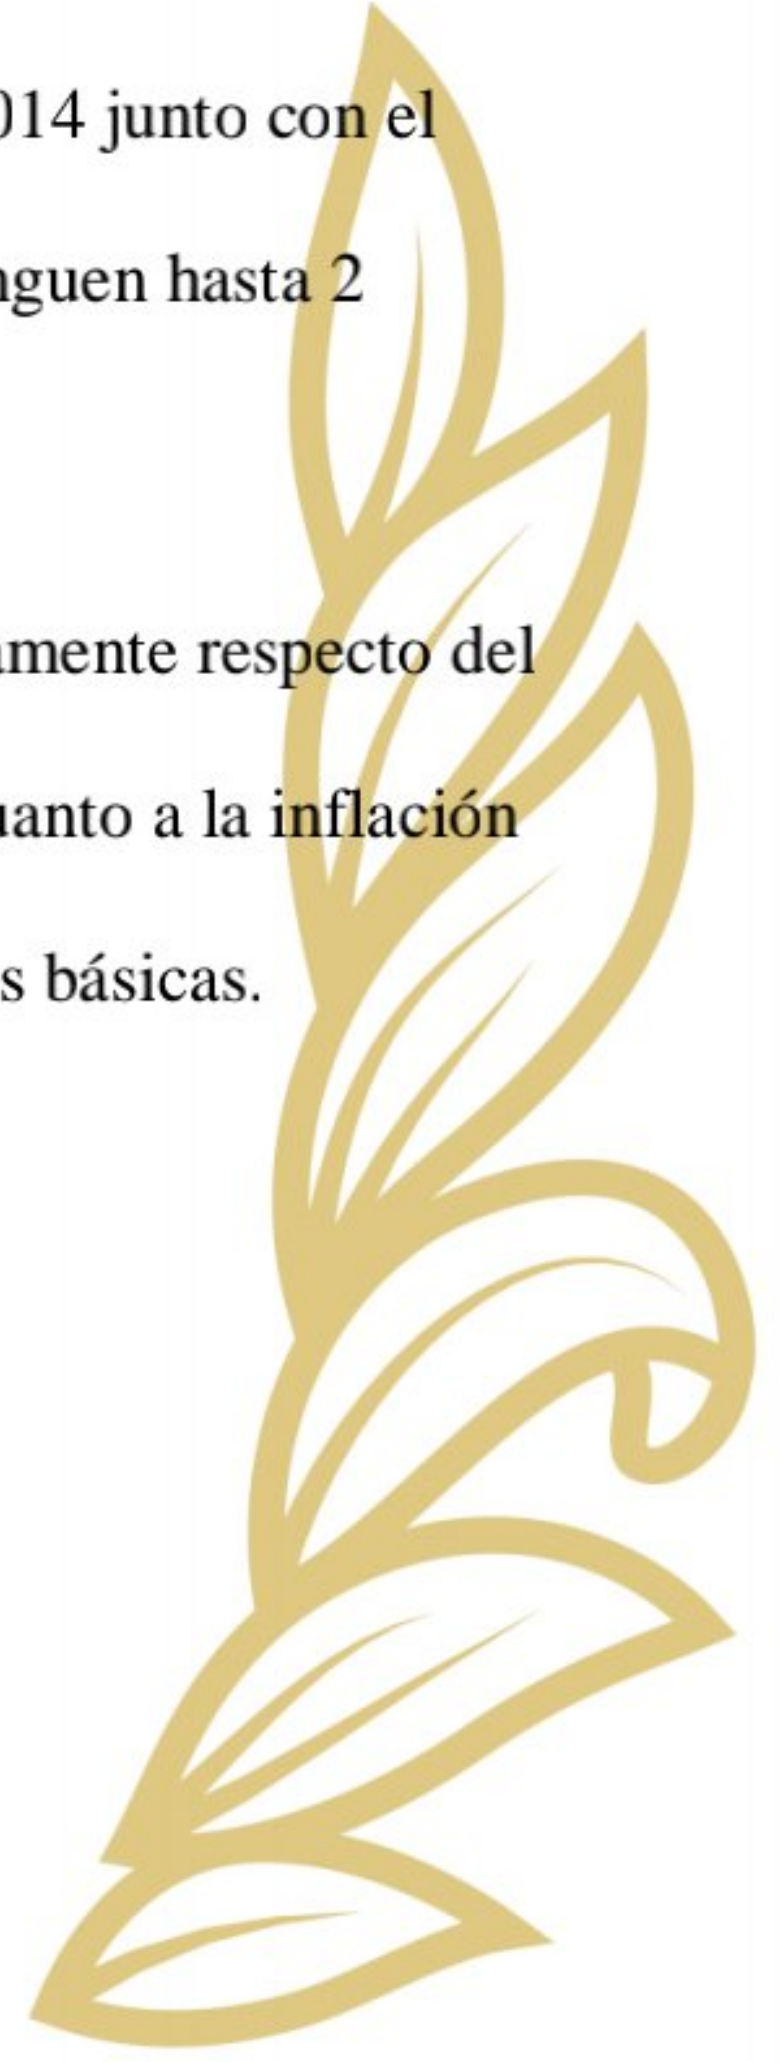 014 junto con el
nguen hasta 2
amente respecto del
uanto a la inflación
s básicas.